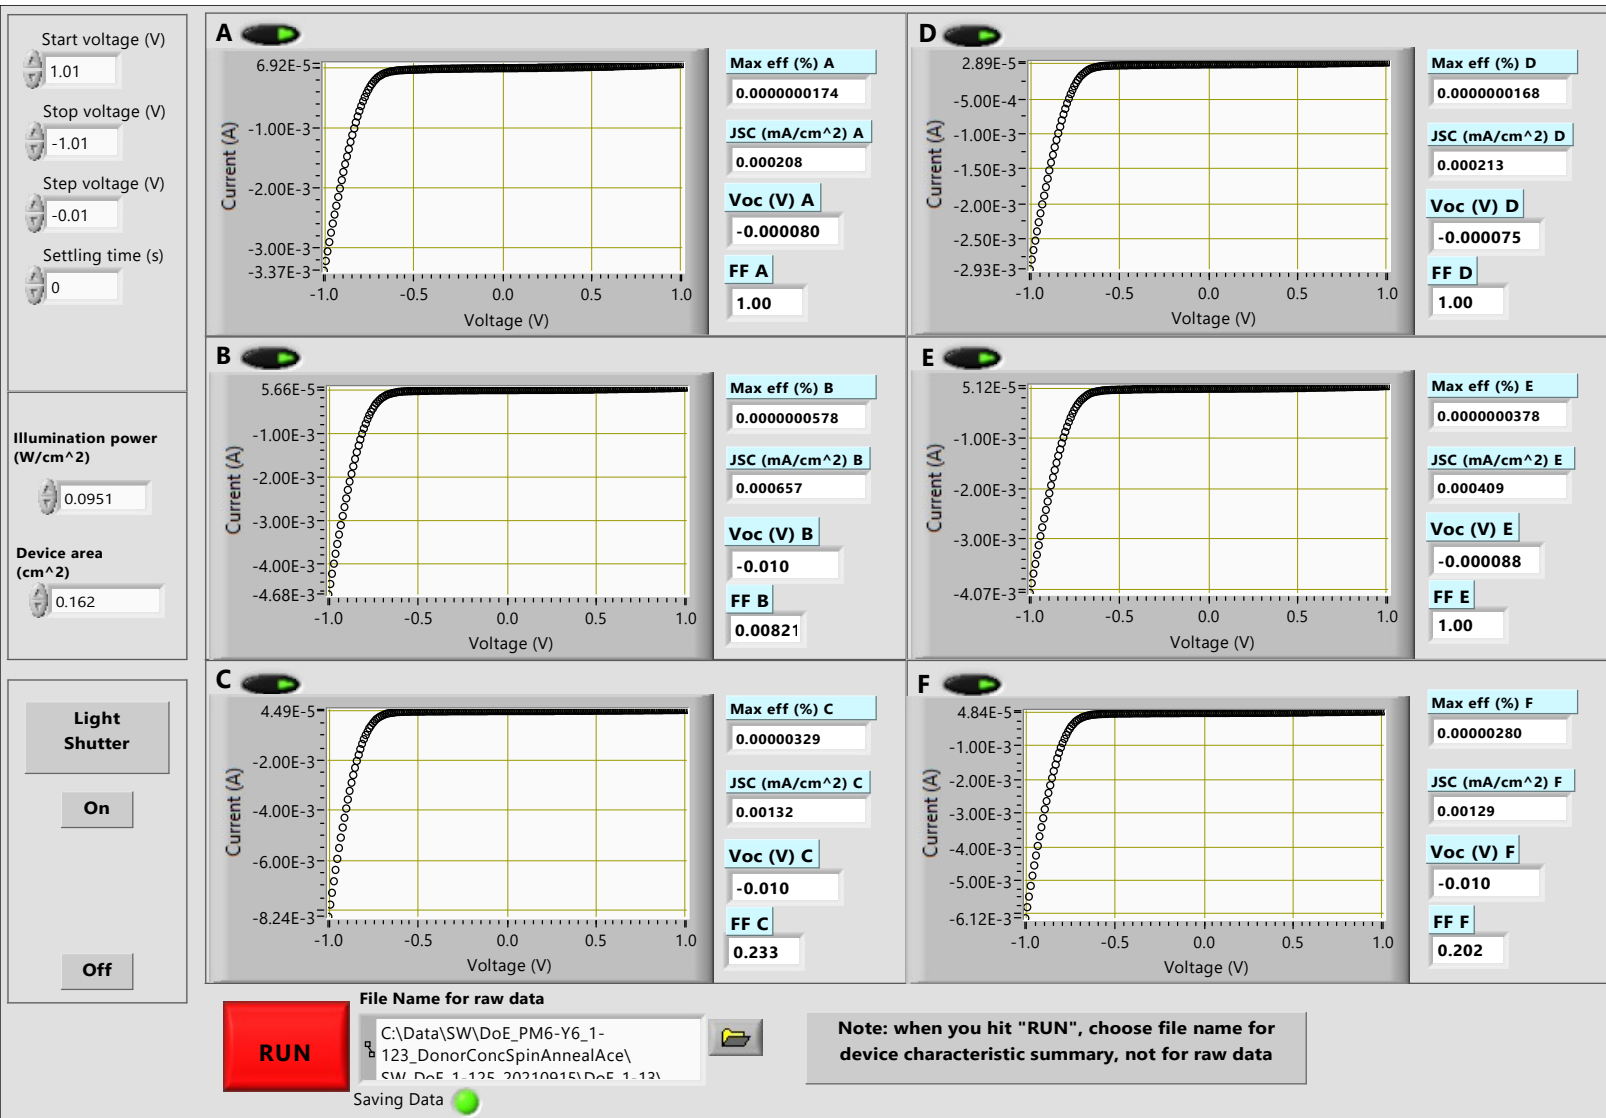 Start voltage (V)
1.01
Stop voltage (V)
-1.01
Step voltage (V)
-0.01
Settling time (s)
0
Illumination power
(W/cm^2)
0.0951
Device area
(cm^2)
0.162
Light
Shutter
On
Off
A
6.92E-5
-1.00E-3
-2.00E-3
-3.00E-3
-3.37E-3
Current (A)
-1.0 -0.5 0.0 0.5 1.0
Voltage (V)
Max eff (%) A
0.0000000174
JSC (mA/cm^2) A
0.000208
Voc (V) A
-0.000080
FF A
1.00
B
5.66E-5
-1.00E-3
-2.00E-3
-3.00E-3
-4.00E-3
-4.68E-3
Current (A)
-1.0 -0.5 0.0 0.5 1.0
Voltage (V)
Max eff (%) B
0.0000000578
JSC (mA/cm^2) B
0.000657
Voc (V) B
-0.010
FF B
0.00821
C
4.49E-5
-2.00E-3
-4.00E-3
-6.00E-3
-8.24E-3
Current (A)
-1.0 -0.5 0.0 0.5 1.0
Voltage (V)
Max eff (%) C
0.00000329
JSC (mA/cm^2) C
0.00132
Voc (V) C
-0.010
FF C
0.233
D
2.89E-5
-5.00E-4
-1.00E-3
-1.50E-3
-2.00E-3
-2.50E-3
-2.93E-3
Current (A)
-1.0 -0.5 0.0 0.5 1.0
Voltage (V)
Max eff (%) D
0.0000000168
JSC (mA/cm^2) D
0.000213
Voc (V) D
-0.000075
FF D
1.00
E
5.12E-5
-1.00E-3
-2.00E-3
-3.00E-3
-4.07E-3
Current (A)
-1.0 -0.5 0.0 0.5 1.0
Voltage (V)
Max eff (%) E
0.0000000378
JSC (mA/cm^2) E
0.000409
Voc (V) E
-0.000088
FF E
1.00
F
4.84E-5
-1.00E-3
-2.00E-3
-3.00E-3
-4.00E-3
-5.00E-3
-6.12E-3
Current (A)
-1.0 -0.5 0.0 0.5 1.0
Voltage (V)
Max eff (%) F
0.00000280
JSC (mA/cm^2) F
0.00129
Voc (V) F
-0.010
FF F
0.202
RUN
File Name for raw data
C:\Data\SW\DoE_PM6-Y6_1-
123_DonorConcSpinAnnealAce\
SW_DoE_1-125_20210915\DoE_1-13\
Saving Data
Note: when you hit "RUN", choose file name for
device characteristic summary, not for raw data